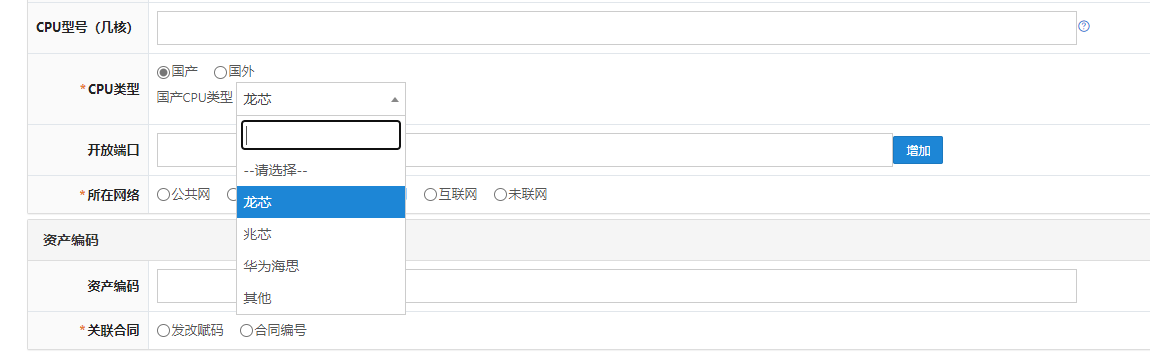 CPU型号（几核）
*CPU类型
国产 国外
国产CPU类型 龙芯
开放端口 增加
--请选择--
*所在网络 公共网 互联网 未联网
龙芯
兆芯
资产编码
华为海思
资产编码
其他
*关联合同 发改赋码 合同编号